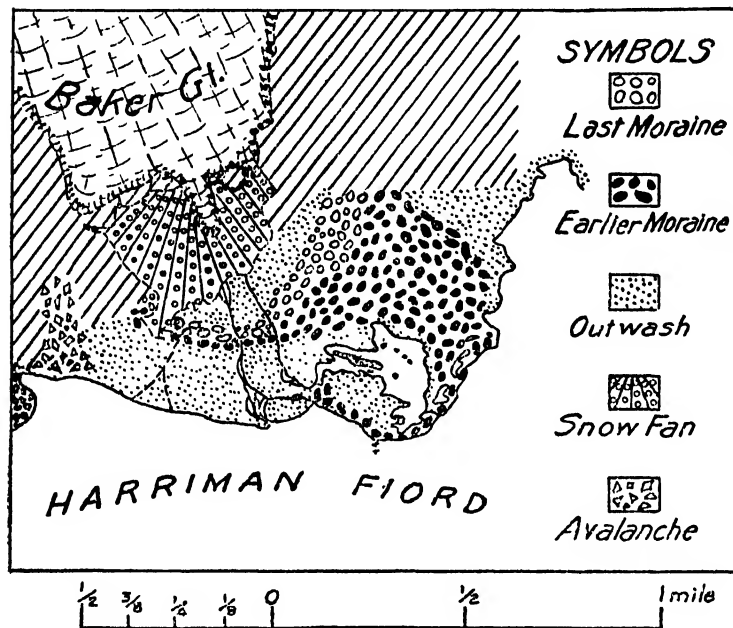 Baker Gl.
SYMBOLS
Last Moraine
Earlier Moraine
Outwash
Snow Fan
Avalanche
HARRIMAN FIORD
1/2 3/8 1/4 1/8 0 1/2 1 mile